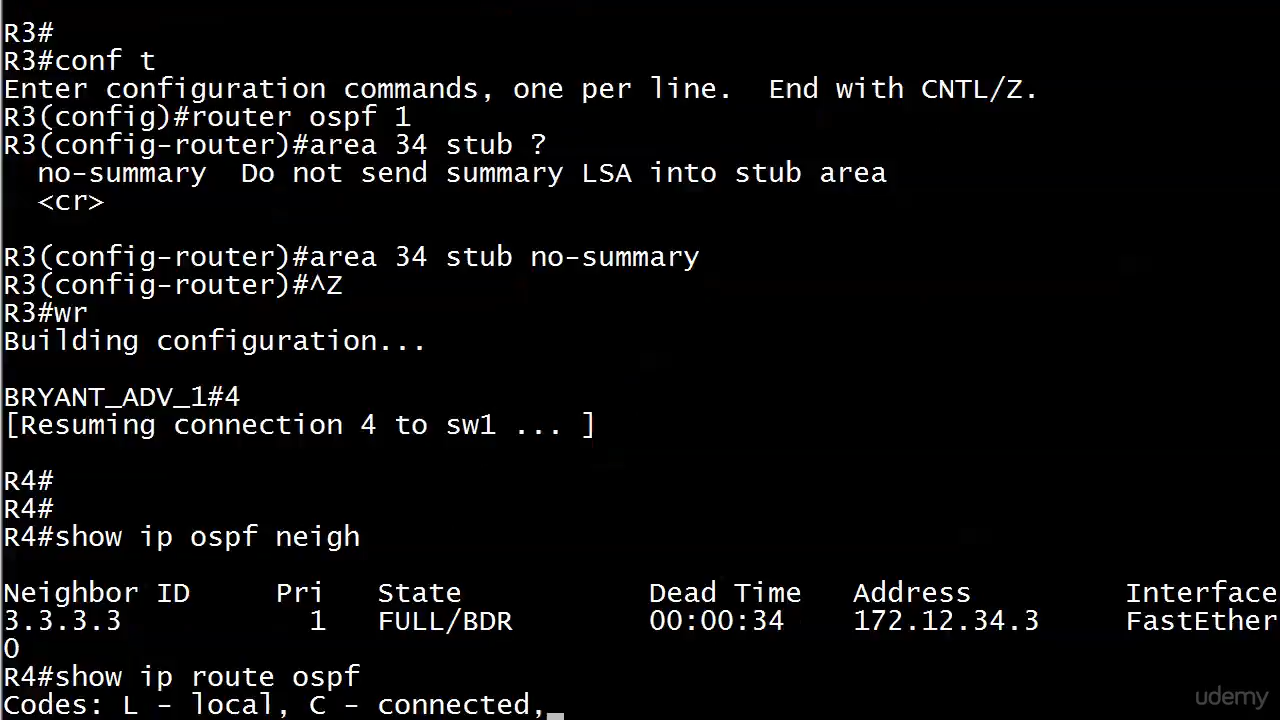 R3#
R3#conf t
Enter configuration commands, one per line.  End with CNTL/Z.
R3(config)#router ospf 1
R3(config-router)#area 34 stub ?
  no-summary  Do not send summary LSA into stub area
  <cr>
R3(config-router)#area 34 stub no-summary
R3(config-router)#^Z
R3#wr
Building configuration...
BRYANT_ADV_1#4
[Resuming connection 4 to sw1 ... ]
R4#
R4#
R4#show ip ospf neigh
Neighbor ID     Pri   State           Dead Time   Address         Interface
3.3.3.3           1   FULL/BDR        00:00:34    172.12.34.3     FastEther
0
R4#show ip route ospf
Codes: L - local, C - connected,
udemy